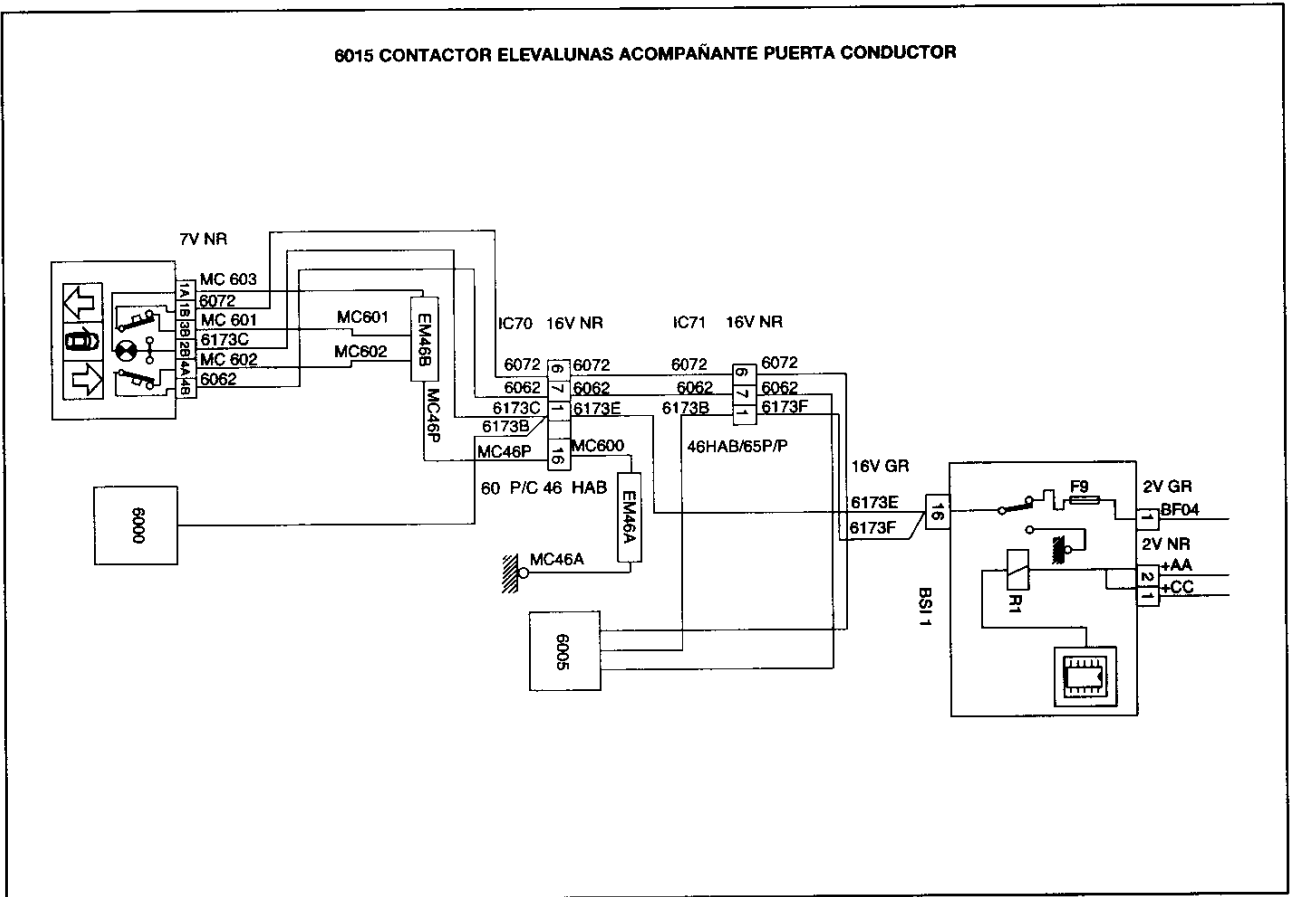 6015 CONTACTOR ELEVALUNAS ACOMPAÑANTE PUERTA CONDUCTOR
7V NR
1A MC 603
1B 6072
3B MC 601
2B 6173C
4A MC 602
4B 6062
MC601
MC602
EM46B
MC46P
IC70 16V NR
IC71 16V NR
6072 6 6072
6062 7 6062
6173C 1 6173E
6173B
MC46P 16 MC600
60 P/C 46 HAB
6072 6 6072
6062 7 6062
6173B 1 6173F
46HAB/65P/P
EM46A
MC46A
6000
6005
16V GR
6173E
6173F
16
BSI 1
F9
R1
2V GR
1 BF04
2V NR
2 +AA
1 +CC